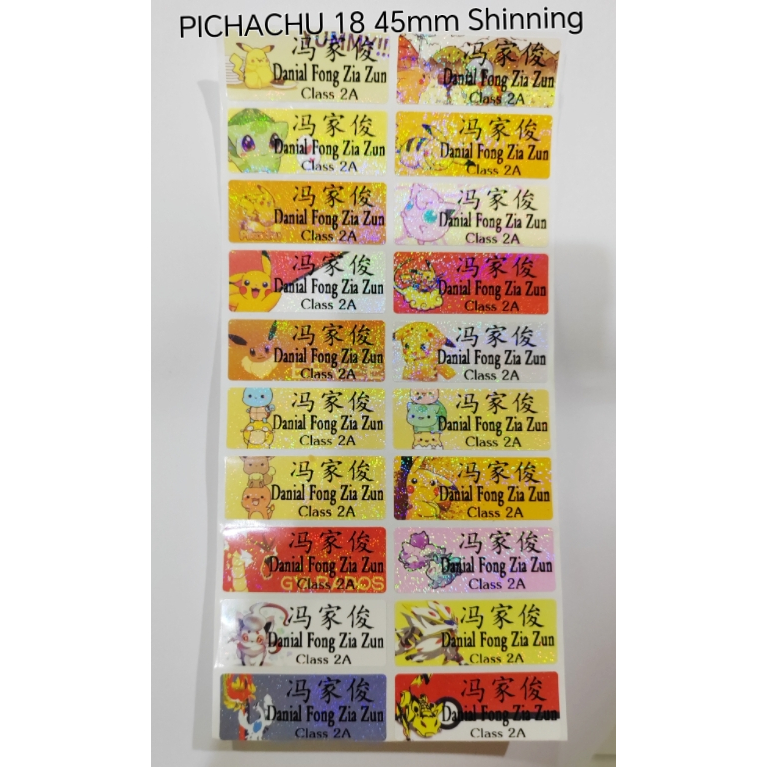 PICHACHU 18 45mm Shinning
冯家俊
Danial Fong Zia Zun
Class 2A
冯家俊
Danial Fong Zia Zun
Class 2A
冯家俊
Danial Fong Zia Zun
Class 2A
冯家俊
Danial Fong Zia Zun
Class 2A
冯家俊
Danial Fong Zia Zun
Class 2A
冯家俊
Danial Fong Zia Zun
Class 2A
冯家俊
Danial Fong Zia Zun
Class 2A
冯家俊
Danial Fong Zia Zun
Class 2A
冯家俊
Danial Fong Zia Zun
Class 2A
冯家俊
Danial Fong Zia Zun
Class 2A
冯家俊
Danial Fong Zia Zun
Class 2A
冯家俊
Danial Fong Zia Zun
Class 2A
冯家俊
Danial Fong Zia Zun
Class 2A
冯家俊
Danial Fong Zia Zun
Class 2A
冯家俊
Danial Fong Zia Zun
Class 2A
冯家俊
Danial Fong Zia Zun
Class 2A
冯家俊
Danial Fong Zia Zun
Class 2A
冯家俊
Danial Fong Zia Zun
Class 2A
冯家俊
Danial Fong Zia Zun
Class 2A
冯家俊
Danial Fong Zia Zun
Class 2A